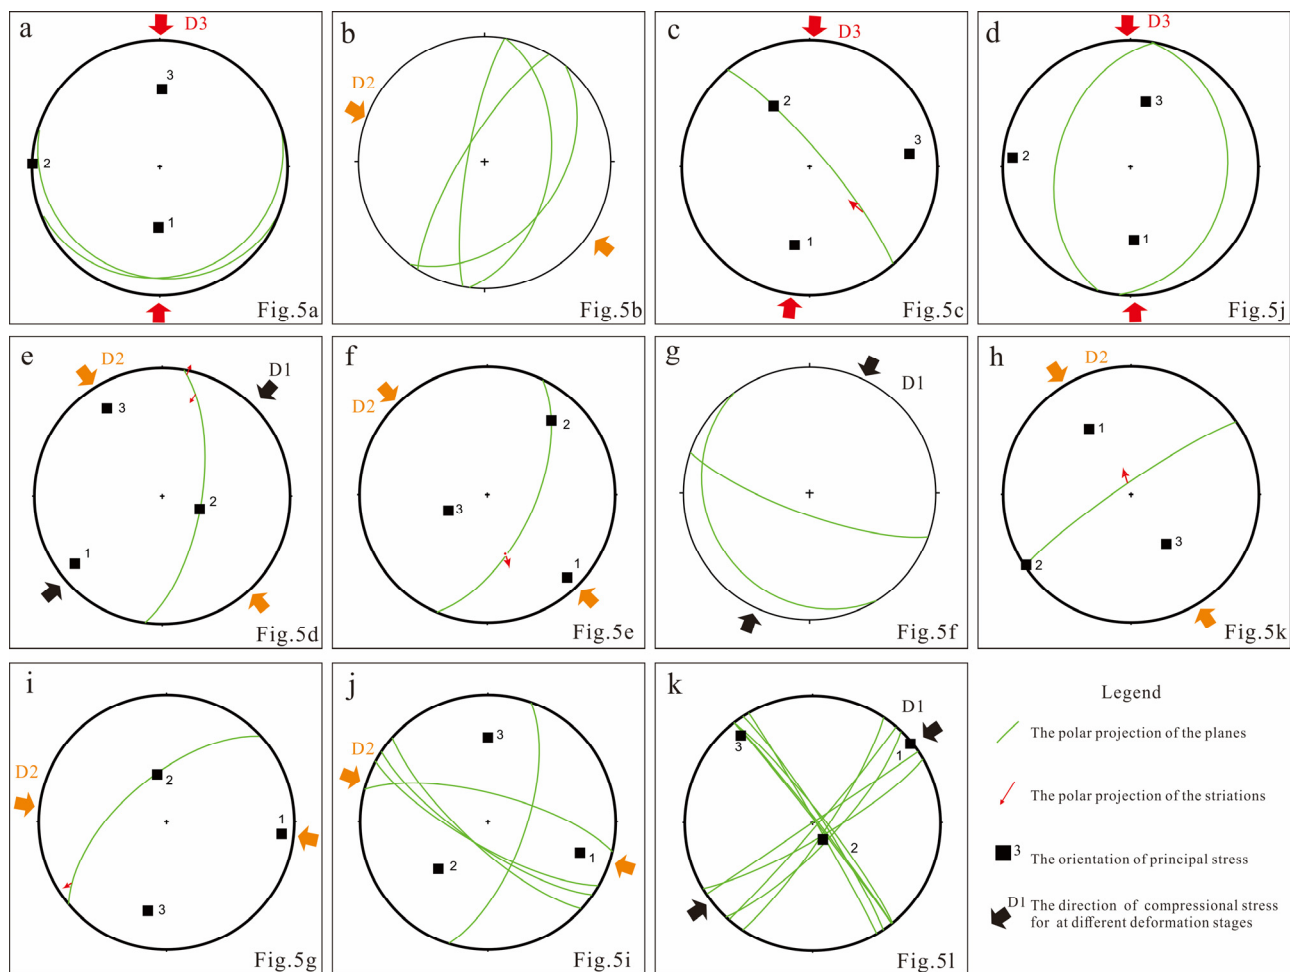 a
D3
3
2
1
Fig.5a
b
D2
Fig.5b
c
D3
2
3
1
Fig.5c
d
D3
3
2
1
Fig.5j
e
D2
D1
3
2
1
Fig.5d
f
D2
2
3
1
Fig.5e
g
D1
Fig.5f
h
D2
1
3
2
Fig.5k
i
D2
2
1
3
Fig.5g
j
D2
3
1
2
Fig.5i
k
D1
3
1
2
Fig.5l
Legend
The polar projection of the planes
The polar projection of the striations
3 The orientation of principal stress
D1 The direction of compressional stress
for at different deformation stages